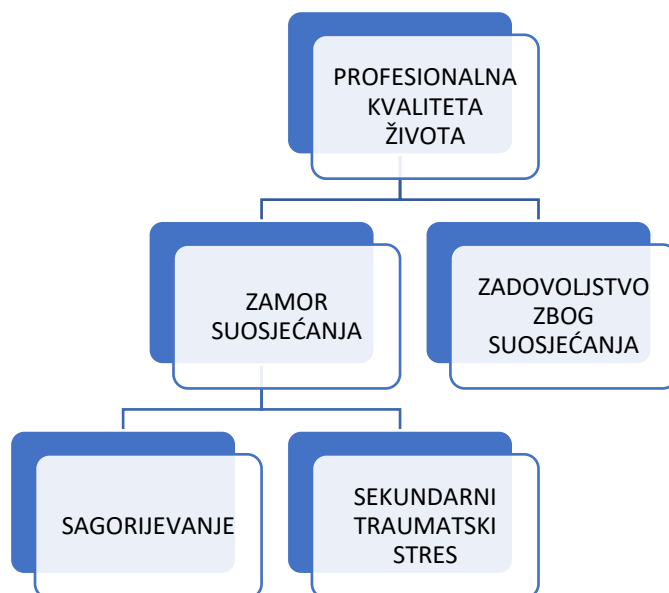 PROFESIONALNA
KVALITETA
ŽIVOTA
ZAMOR
SUOSJEĆANJA
ZADOVOLJSTVO
ZBOG
SUOSJEĆANJA
SAGORIJEVANJE
SEKUNDARNI
TRAUMATSKI
STRES